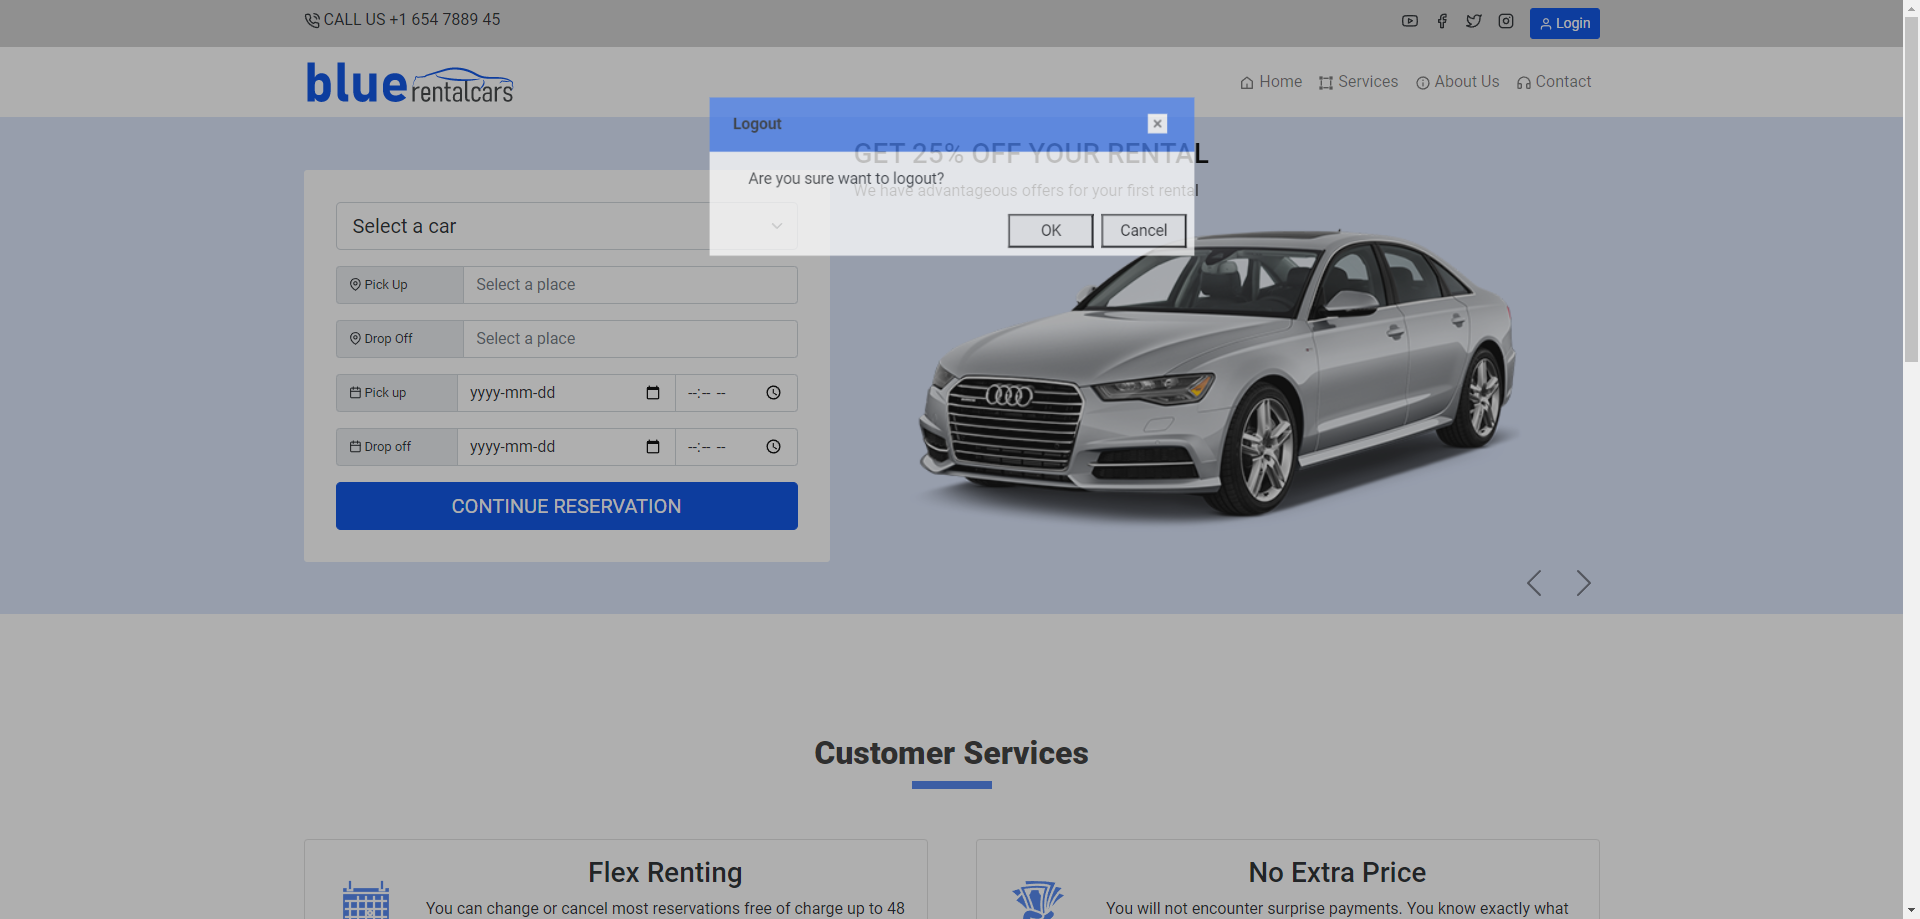 CALL US +1 654 7889 45
Login
blue rentalcars
Home
Services
About Us
Contact
Logout
GET 25% OFF YOUR RENTAL
Are you sure want to logout?
We have advantageous offers for your first rental
OK
Cancel
Select a car
Pick Up
Select a place
Drop Off
Select a place
Pick up
yyyy-mm-dd
--:-- --
Drop off
yyyy-mm-dd
--:-- --
CONTINUE RESERVATION
Customer Services
Flex Renting
You can change or cancel most reservations free of charge up to 48
No Extra Price
You will not encounter surprise payments. You know exactly what